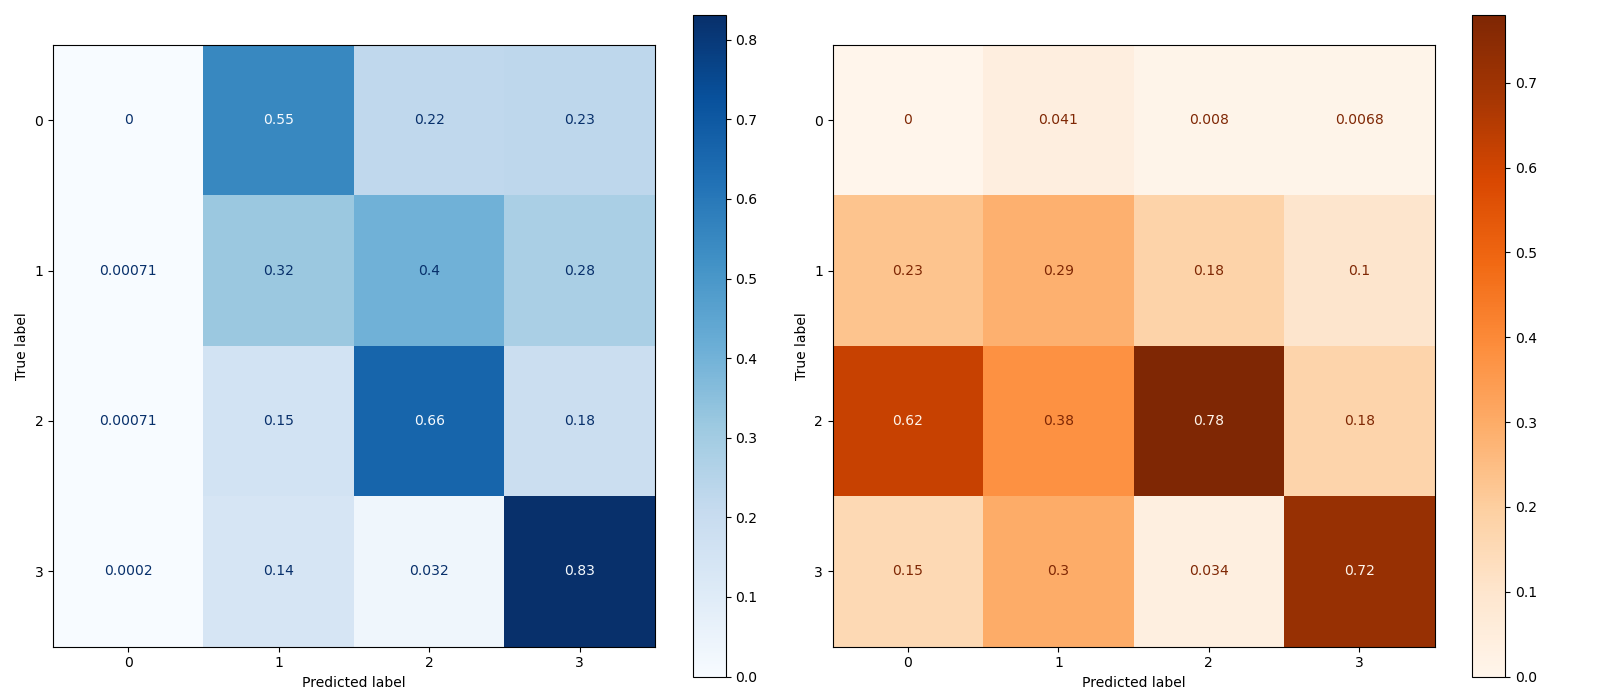 0 0.55 0.22 0.23
0.00071 0.32 0.4 0.28
0.00071 0.15 0.66 0.18
0.0002 0.14 0.032 0.83
0
1
2
3
True label
0 1 2 3
Predicted label
0.8
0.7
0.6
0.5
0.4
0.3
0.2
0.1
0.0
0 0.041 0.008 0.0068
0.23 0.29 0.18 0.1
0.62 0.38 0.78 0.18
0.15 0.3 0.034 0.72
0
1
2
3
True label
0 1 2 3
Predicted label
0.7
0.6
0.5
0.4
0.3
0.2
0.1
0.0